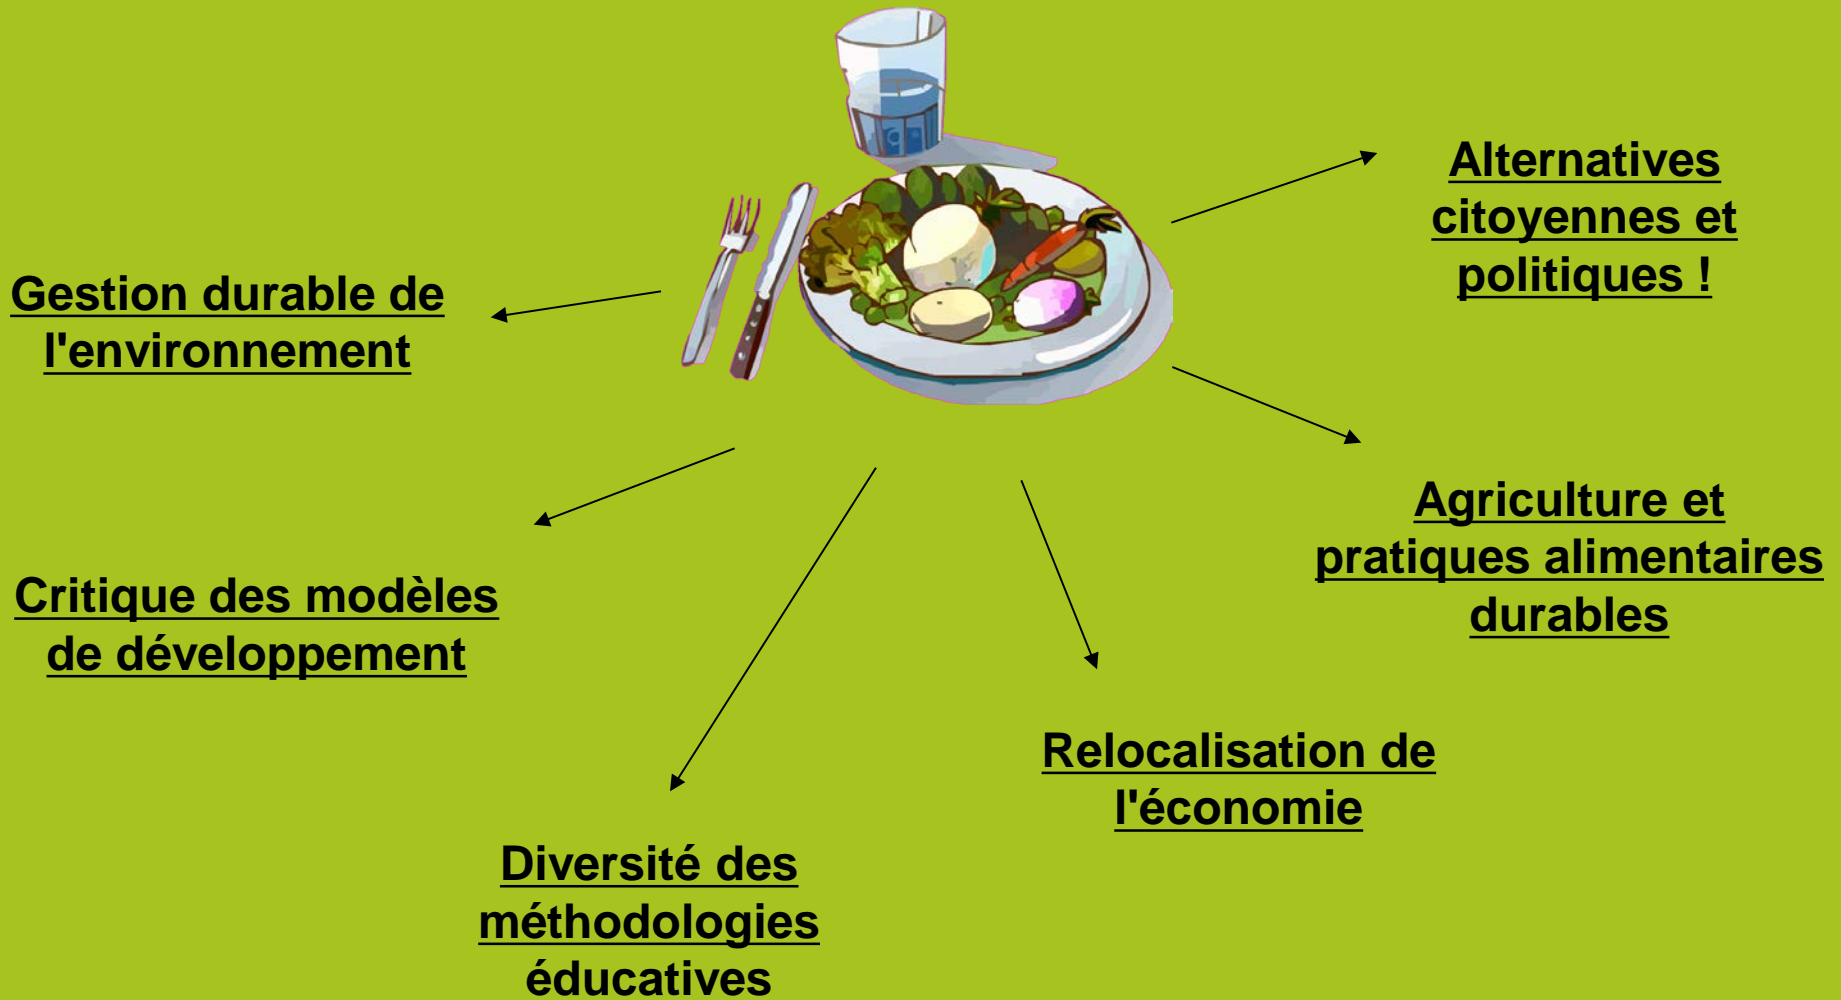 Alternatives
citoyennes et
politiques !
Gestion durable de
l'environnement
Agriculture et
pratiques alimentaires
durables
Critique des modèles
de développement
Relocalisation de
l'économie
Diversité des
méthodologies
éducatives